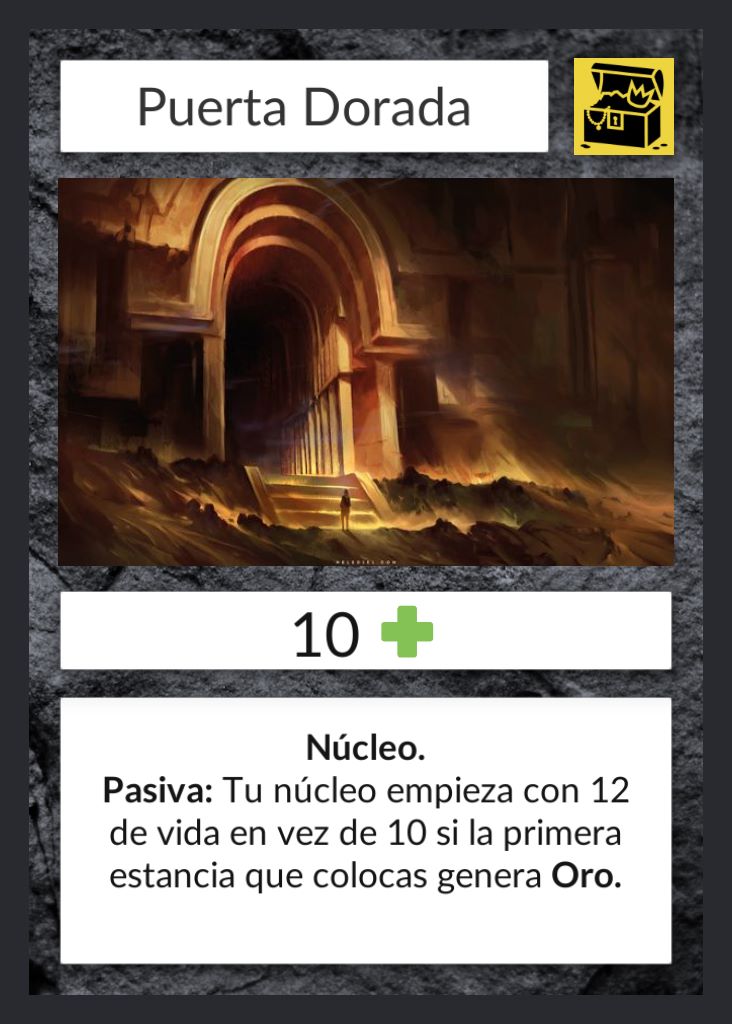 Puerta Dorada
10
Núcleo.
Pasiva: Tu núcleo empieza con 12
de vida en vez de 10 si la primera
estancia que colocas genera Oro.